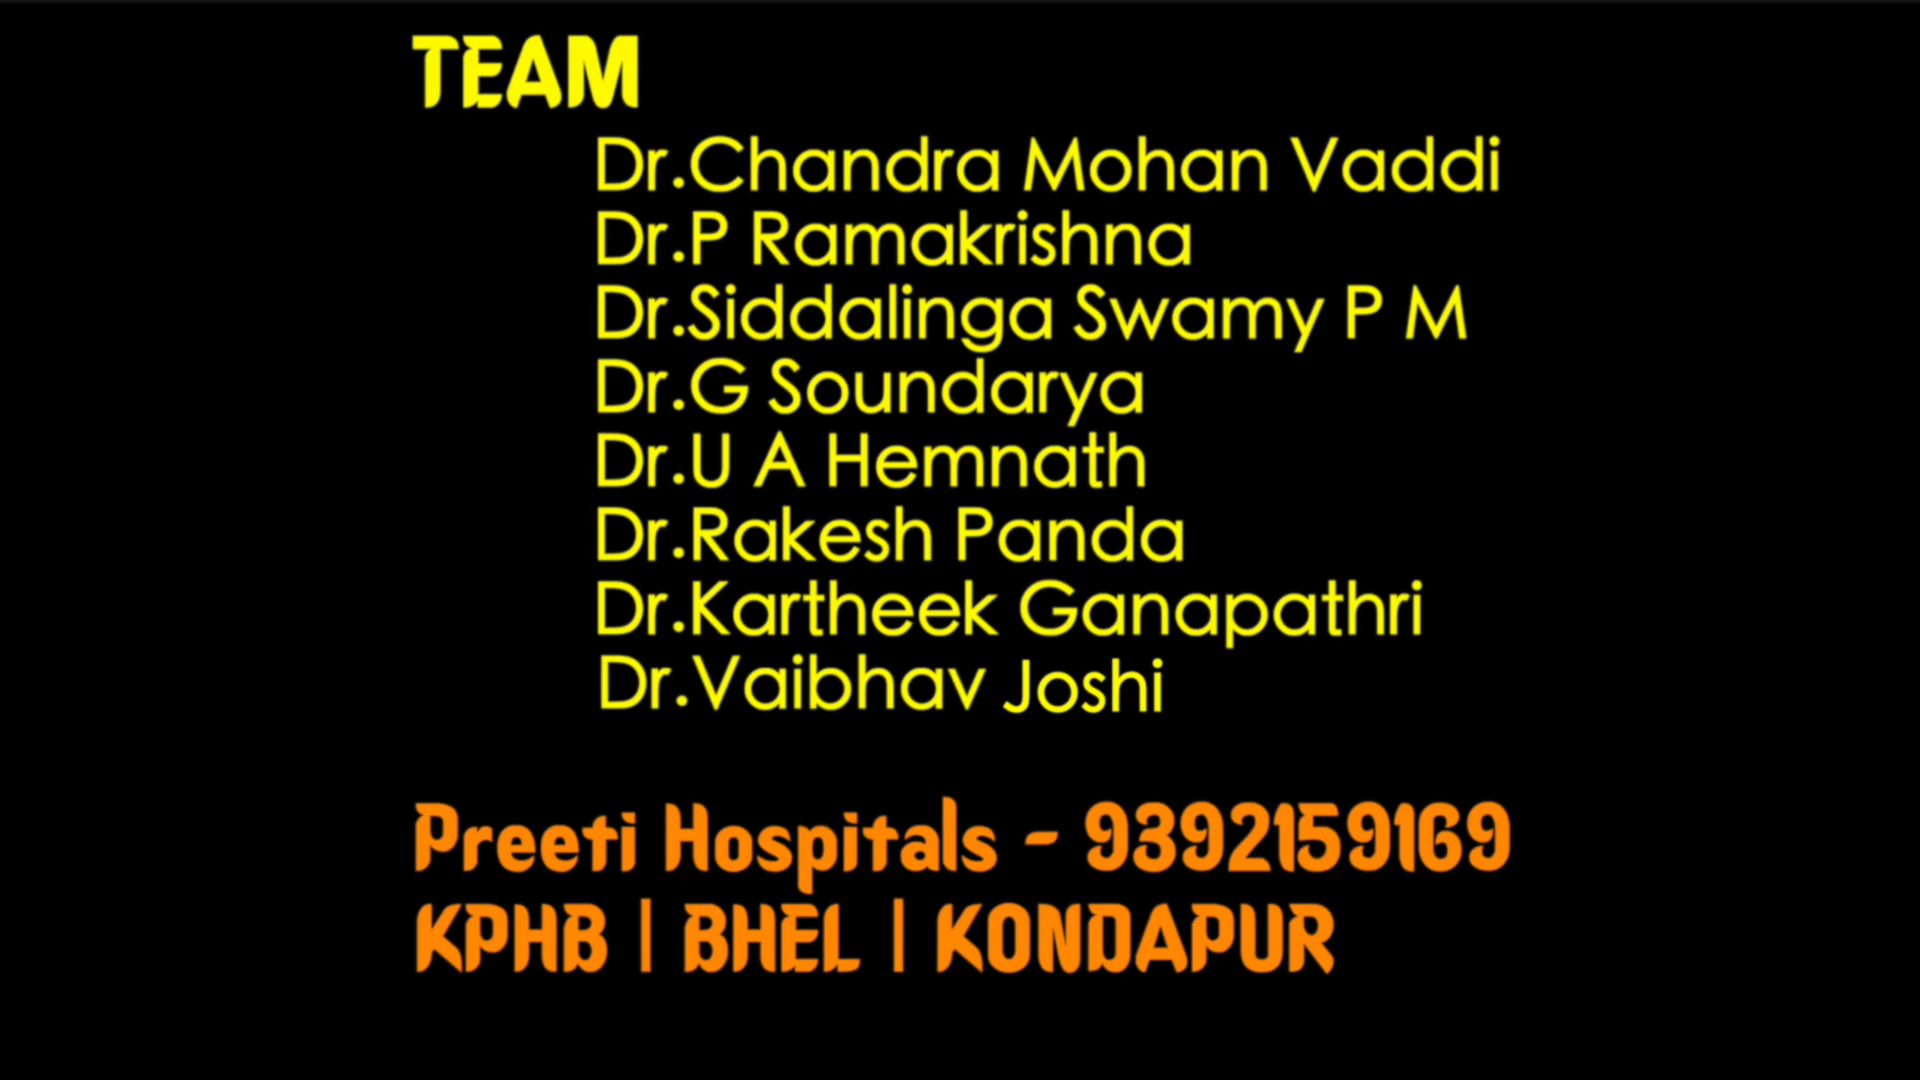 TEAM
Dr.Chandra Mohan Vaddi
Dr.P Ramakrishna
Dr.Siddalinga Swamy P M
Dr.G Soundarya
Dr.U A Hemnath
Dr.Rakesh Panda
Dr.Kartheek Ganapathri
Dr.Vaibhav Joshi
Preeti Hospitals - 9392159169
KPHB | BHEL | KONDAPUR